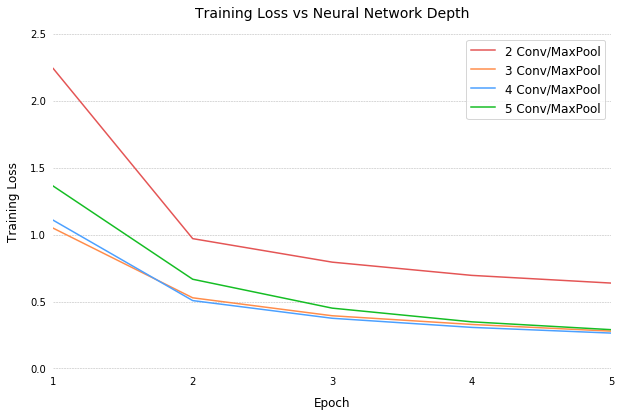 Training Loss vs Neural Network Depth
2.5
2.0
1.5
1.0
0.5
0.0
Training Loss
2 Conv/MaxPool
3 Conv/MaxPool
4 Conv/MaxPool
5 Conv/MaxPool
1 2 3 4 5
Epoch